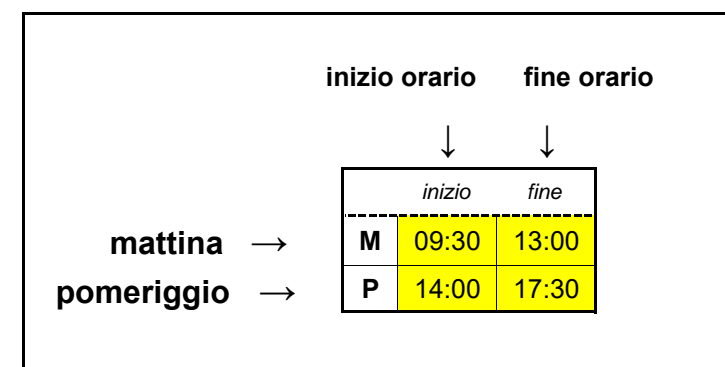 inizio orario fine orario
↓ ↓
inizio fine
mattina → M 09:30 13:00
pomeriggio → P 14:00 17:30